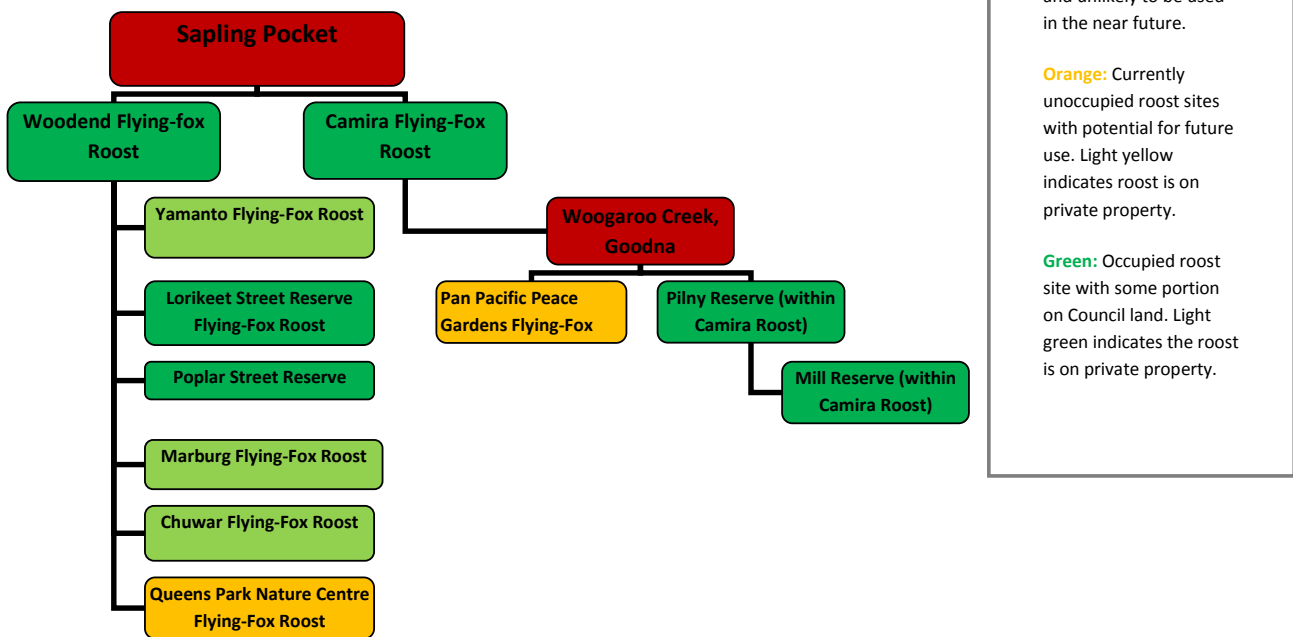 Sapling Pocket
Woodend Flying-fox
Roost
Camira Flying-Fox
Roost
Yamanto Flying-Fox Roost
Lorikeet Street Reserve
Flying-Fox Roost
Poplar Street Reserve
Marburg Flying-Fox Roost
Chuwar Flying-Fox Roost
Queens Park Nature Centre
Flying-Fox Roost
Woogaroo Creek,
Goodna
Pan Pacific Peace
Gardens Flying-Fox
Pilny Reserve (within
Camira Roost)
Mill Reserve (within
Camira Roost)
and unlikely to be used
in the near future.
Orange: Currently
unoccupied roost sites
with potential for future
use. Light yellow
indicates roost is on
private property.
Green: Occupied roost
site with some portion
on Council land. Light
green indicates the roost
is on private property.